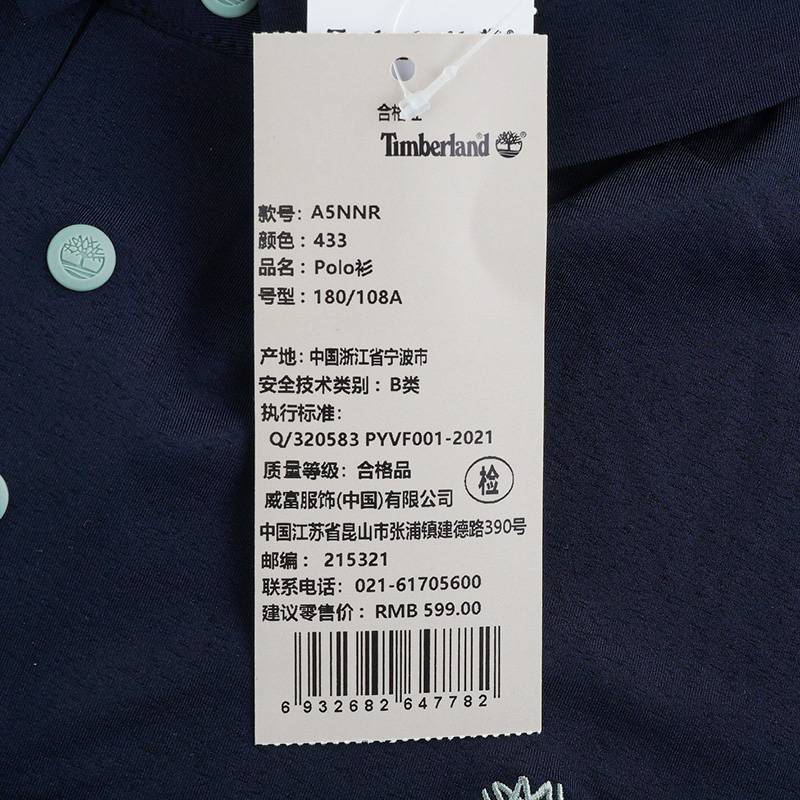 Timberland
款号: A5NNR
颜色: 433
品名: Polo衫
号型: 180/108A
产地: 中国浙江省宁波市
安全技术类别: B类
执行标准:
Q/320583 PYVF001-2021
质量等级: 合格品
检
威富服饰(中国)有限公司
中国江苏省昆山市张浦镇建德路390号
邮编: 215321
联系电话: 021-61705600
建议零售价: RMB 599.00
6 932682 647782